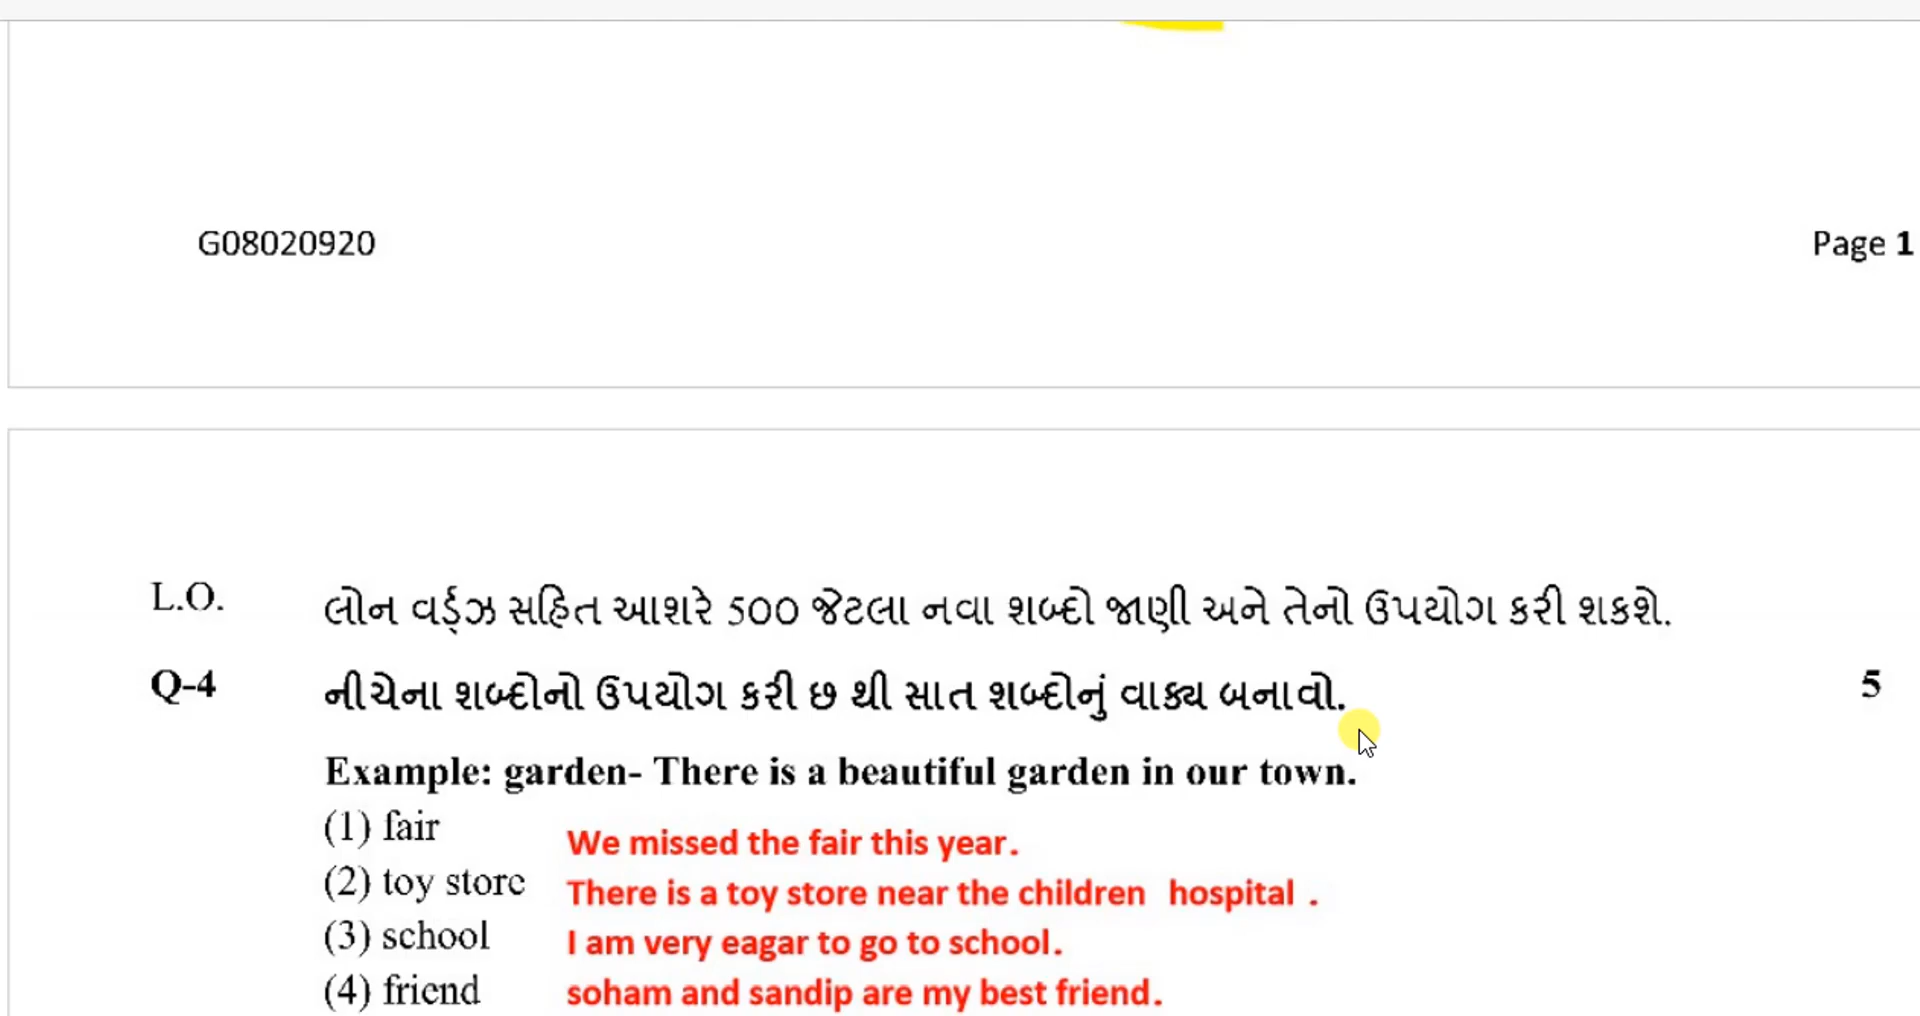 G08020920
Page 1
L.O. લોન વર્ડ્ઝ સહિત આશરે 500 જેટલા નવા શબ્દો જાણી અને તેનો ઉપયોગ કરી શકશે.
Q-4 નીચેના શબ્દોનો ઉપયોગ કરી છ થી સાત શબ્દોનું વાક્ય બનાવો. 5
Example: garden- There is a beautiful garden in our town.
(1) fair We missed the fair this year.
(2) toy store There is a toy store near the children hospital .
(3) school I am very eagar to go to school.
(4) friend soham and sandip are my best friend.